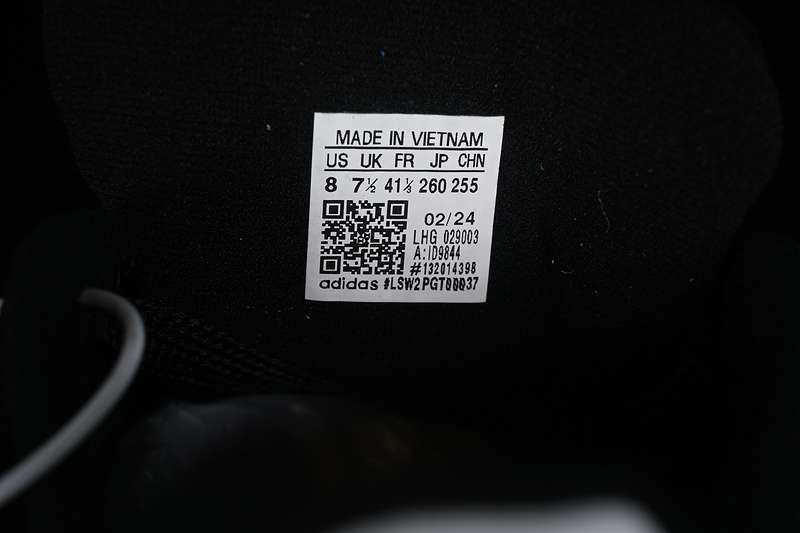 MADE IN VIETNAM
US UK FR JP CHN
8 7½ 41⅓ 260 255
02/24
LHG 029003
A:ID9844
#132014398
adidas #LSW2PGT00037